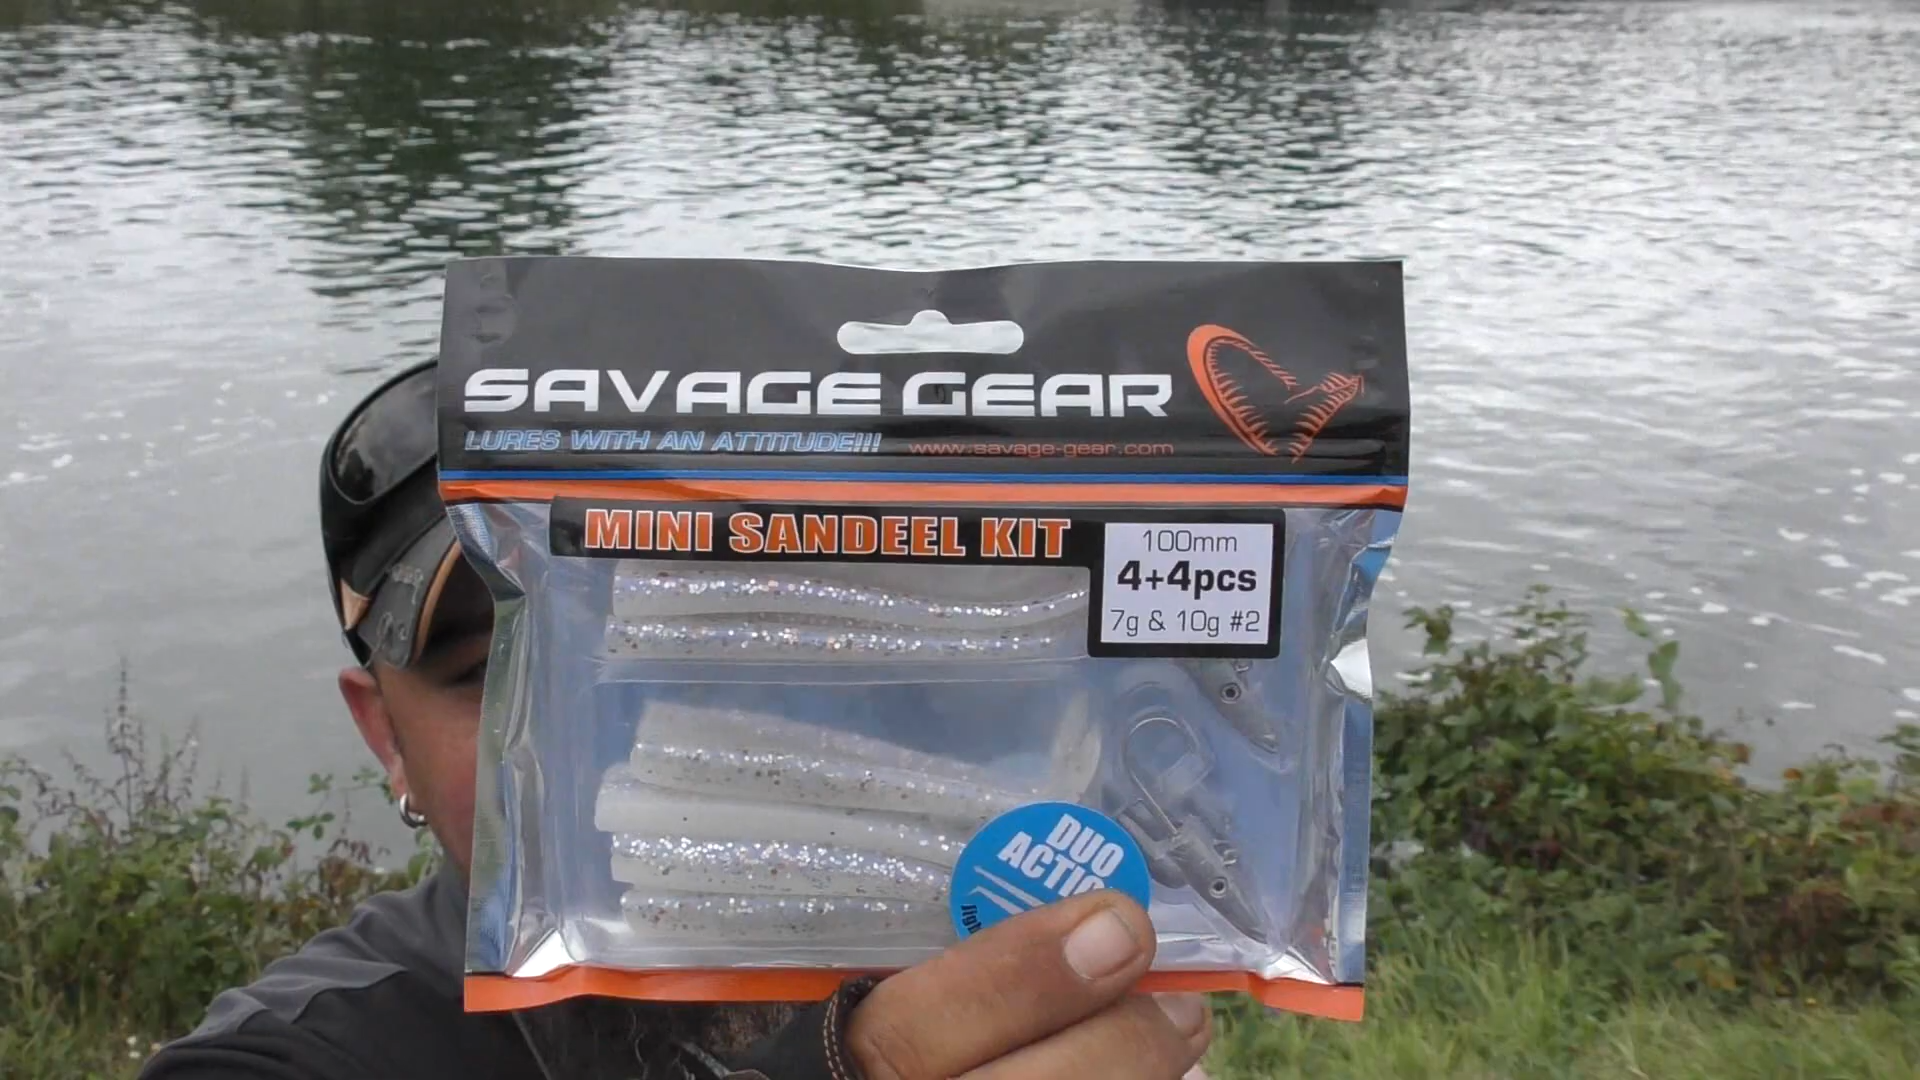 SAVAGE GEAR
LURES WITH AN ATTITUDE!!!
www.savage-gear.com
MINI SANDEEL KIT
100mm
4+4pcs
7g & 10g #2
DUO